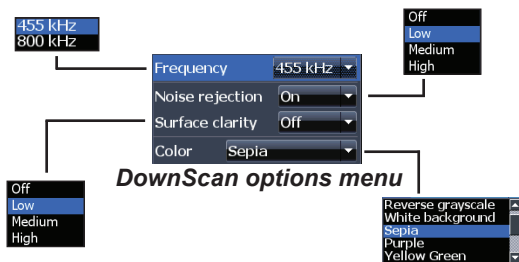 455 kHz
800 kHz
Off
Low
Medium
High
Frequency 455 kHz
Noise rejection On
Surface clarity Off
Color Sepia
DownScan options menu
Off
Low
Medium
High
Reverse grayscale
White background
Sepia
Purple
Yellow Green